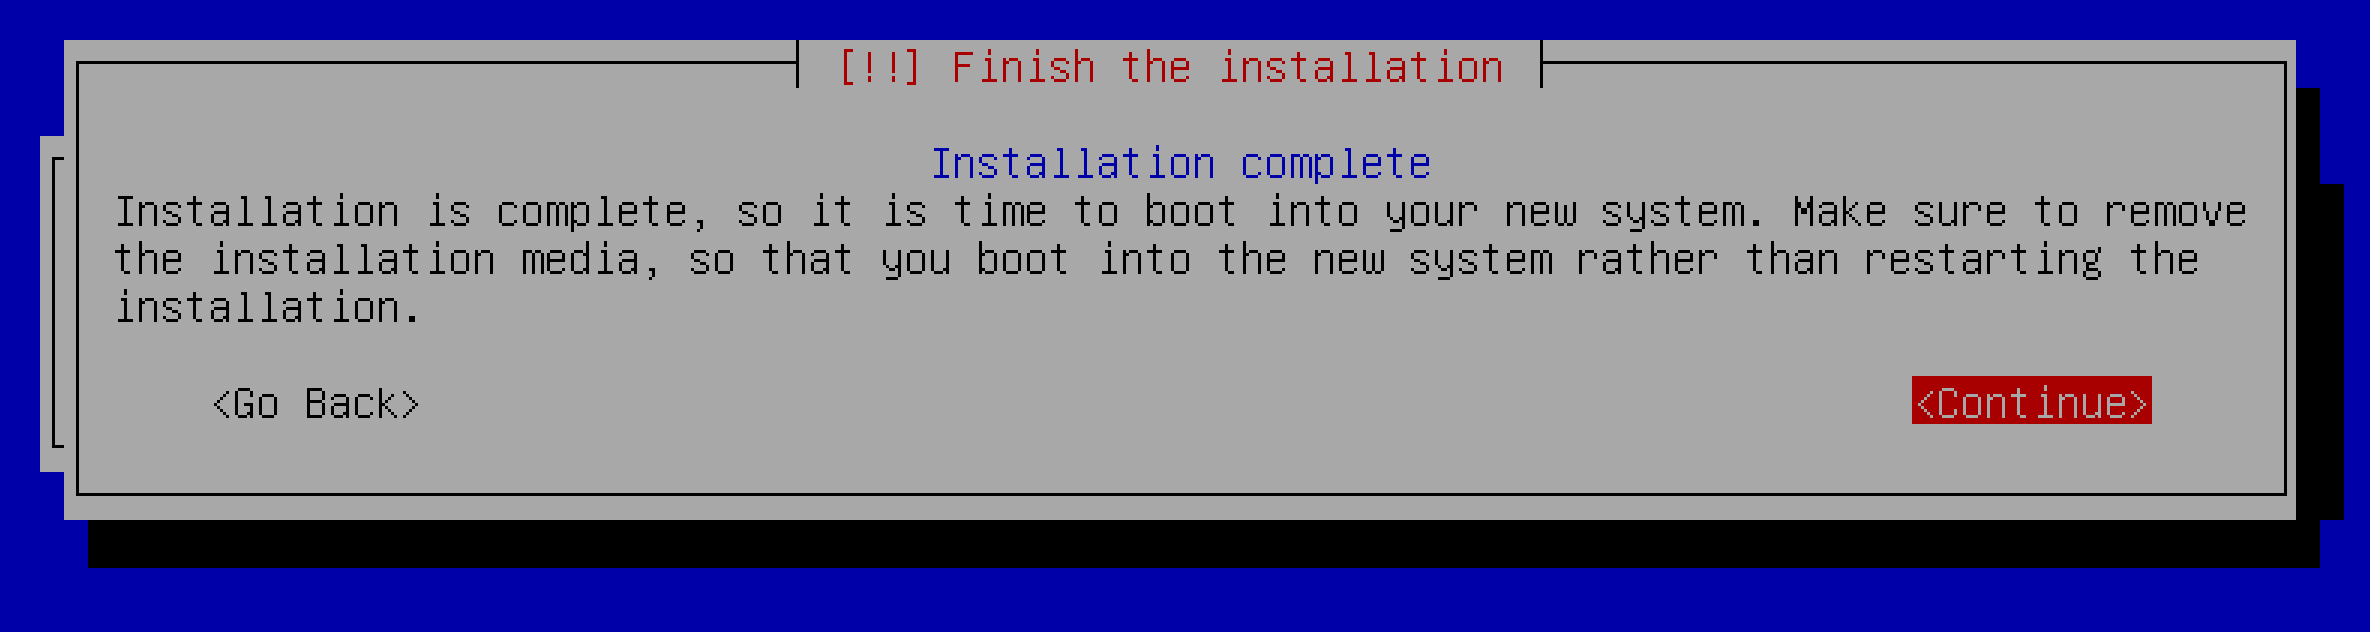 [!!] Finish the installation
Installation complete
Installation is complete, so it is time to boot into your new system. Make sure to remove
the installation media, so that you boot into the new system rather than restarting the
installation.
<Go Back> <Continue>